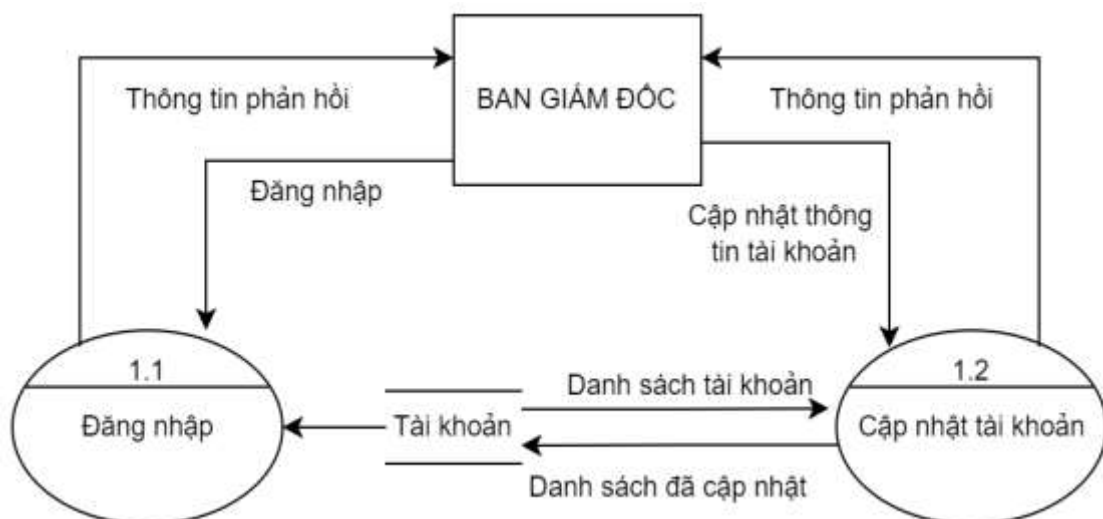 BAN GIÁM ĐỐC
Thông tin phản hồi
Thông tin phản hồi
Đăng nhập
Cập nhật thông
tin tài khoản
1.1
Đăng nhập
Tài khoản
Danh sách tài khoản
Danh sách đã cập nhật
1.2
Cập nhật tài khoản